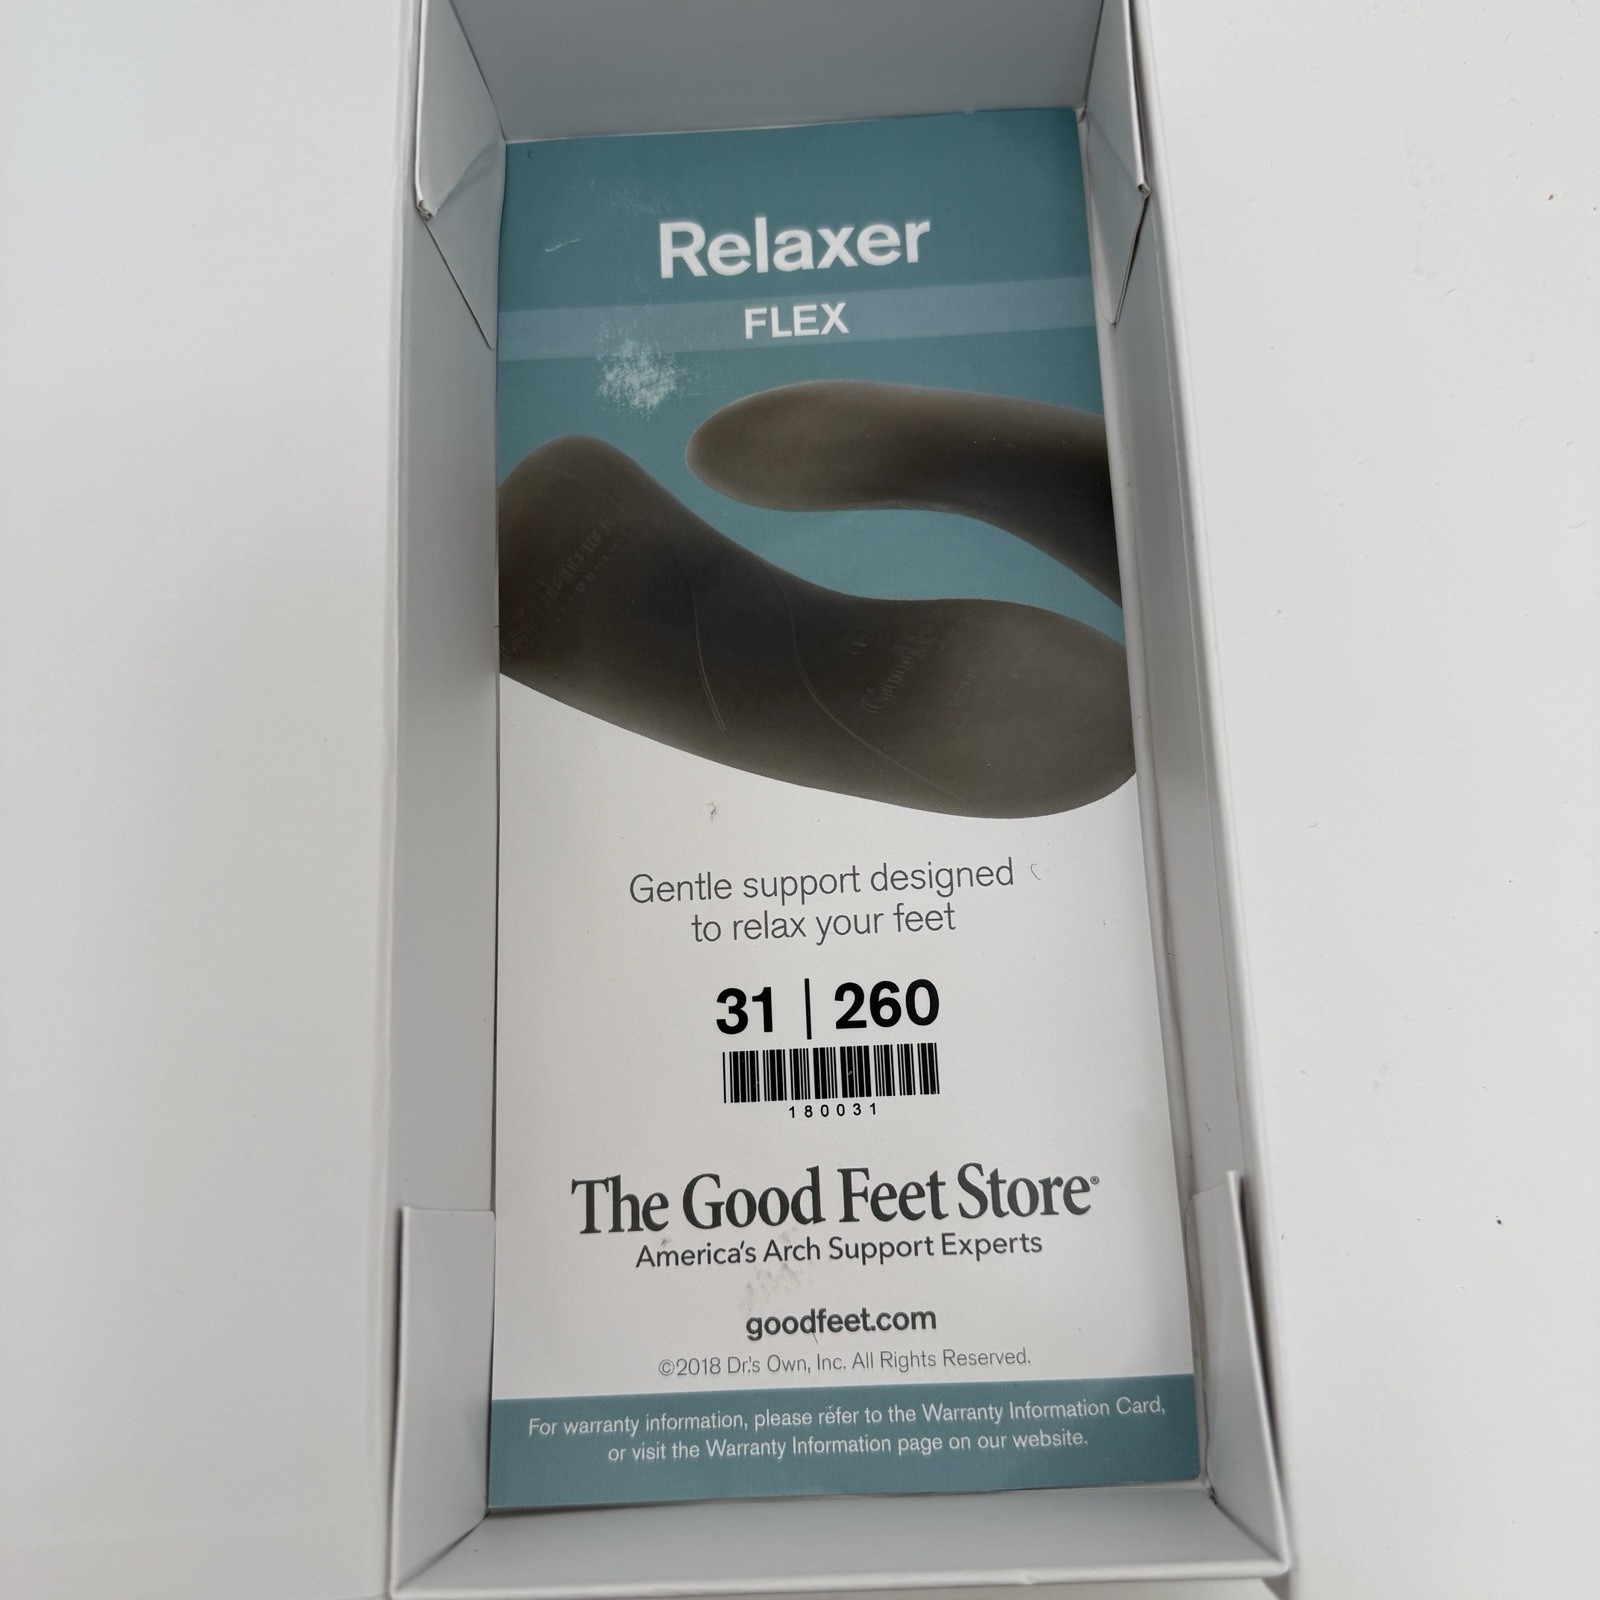 Relaxer
FLEX
Gentle support designed
to relax your feet
31 | 260
180031
The Good Feet Store®
America's Arch Support Experts
goodfeet.com
©2018 Dr.'s Own, Inc. All Rights Reserved.
For warranty information, please refer to the Warranty Information Card,
or visit the Warranty Information page on our website.